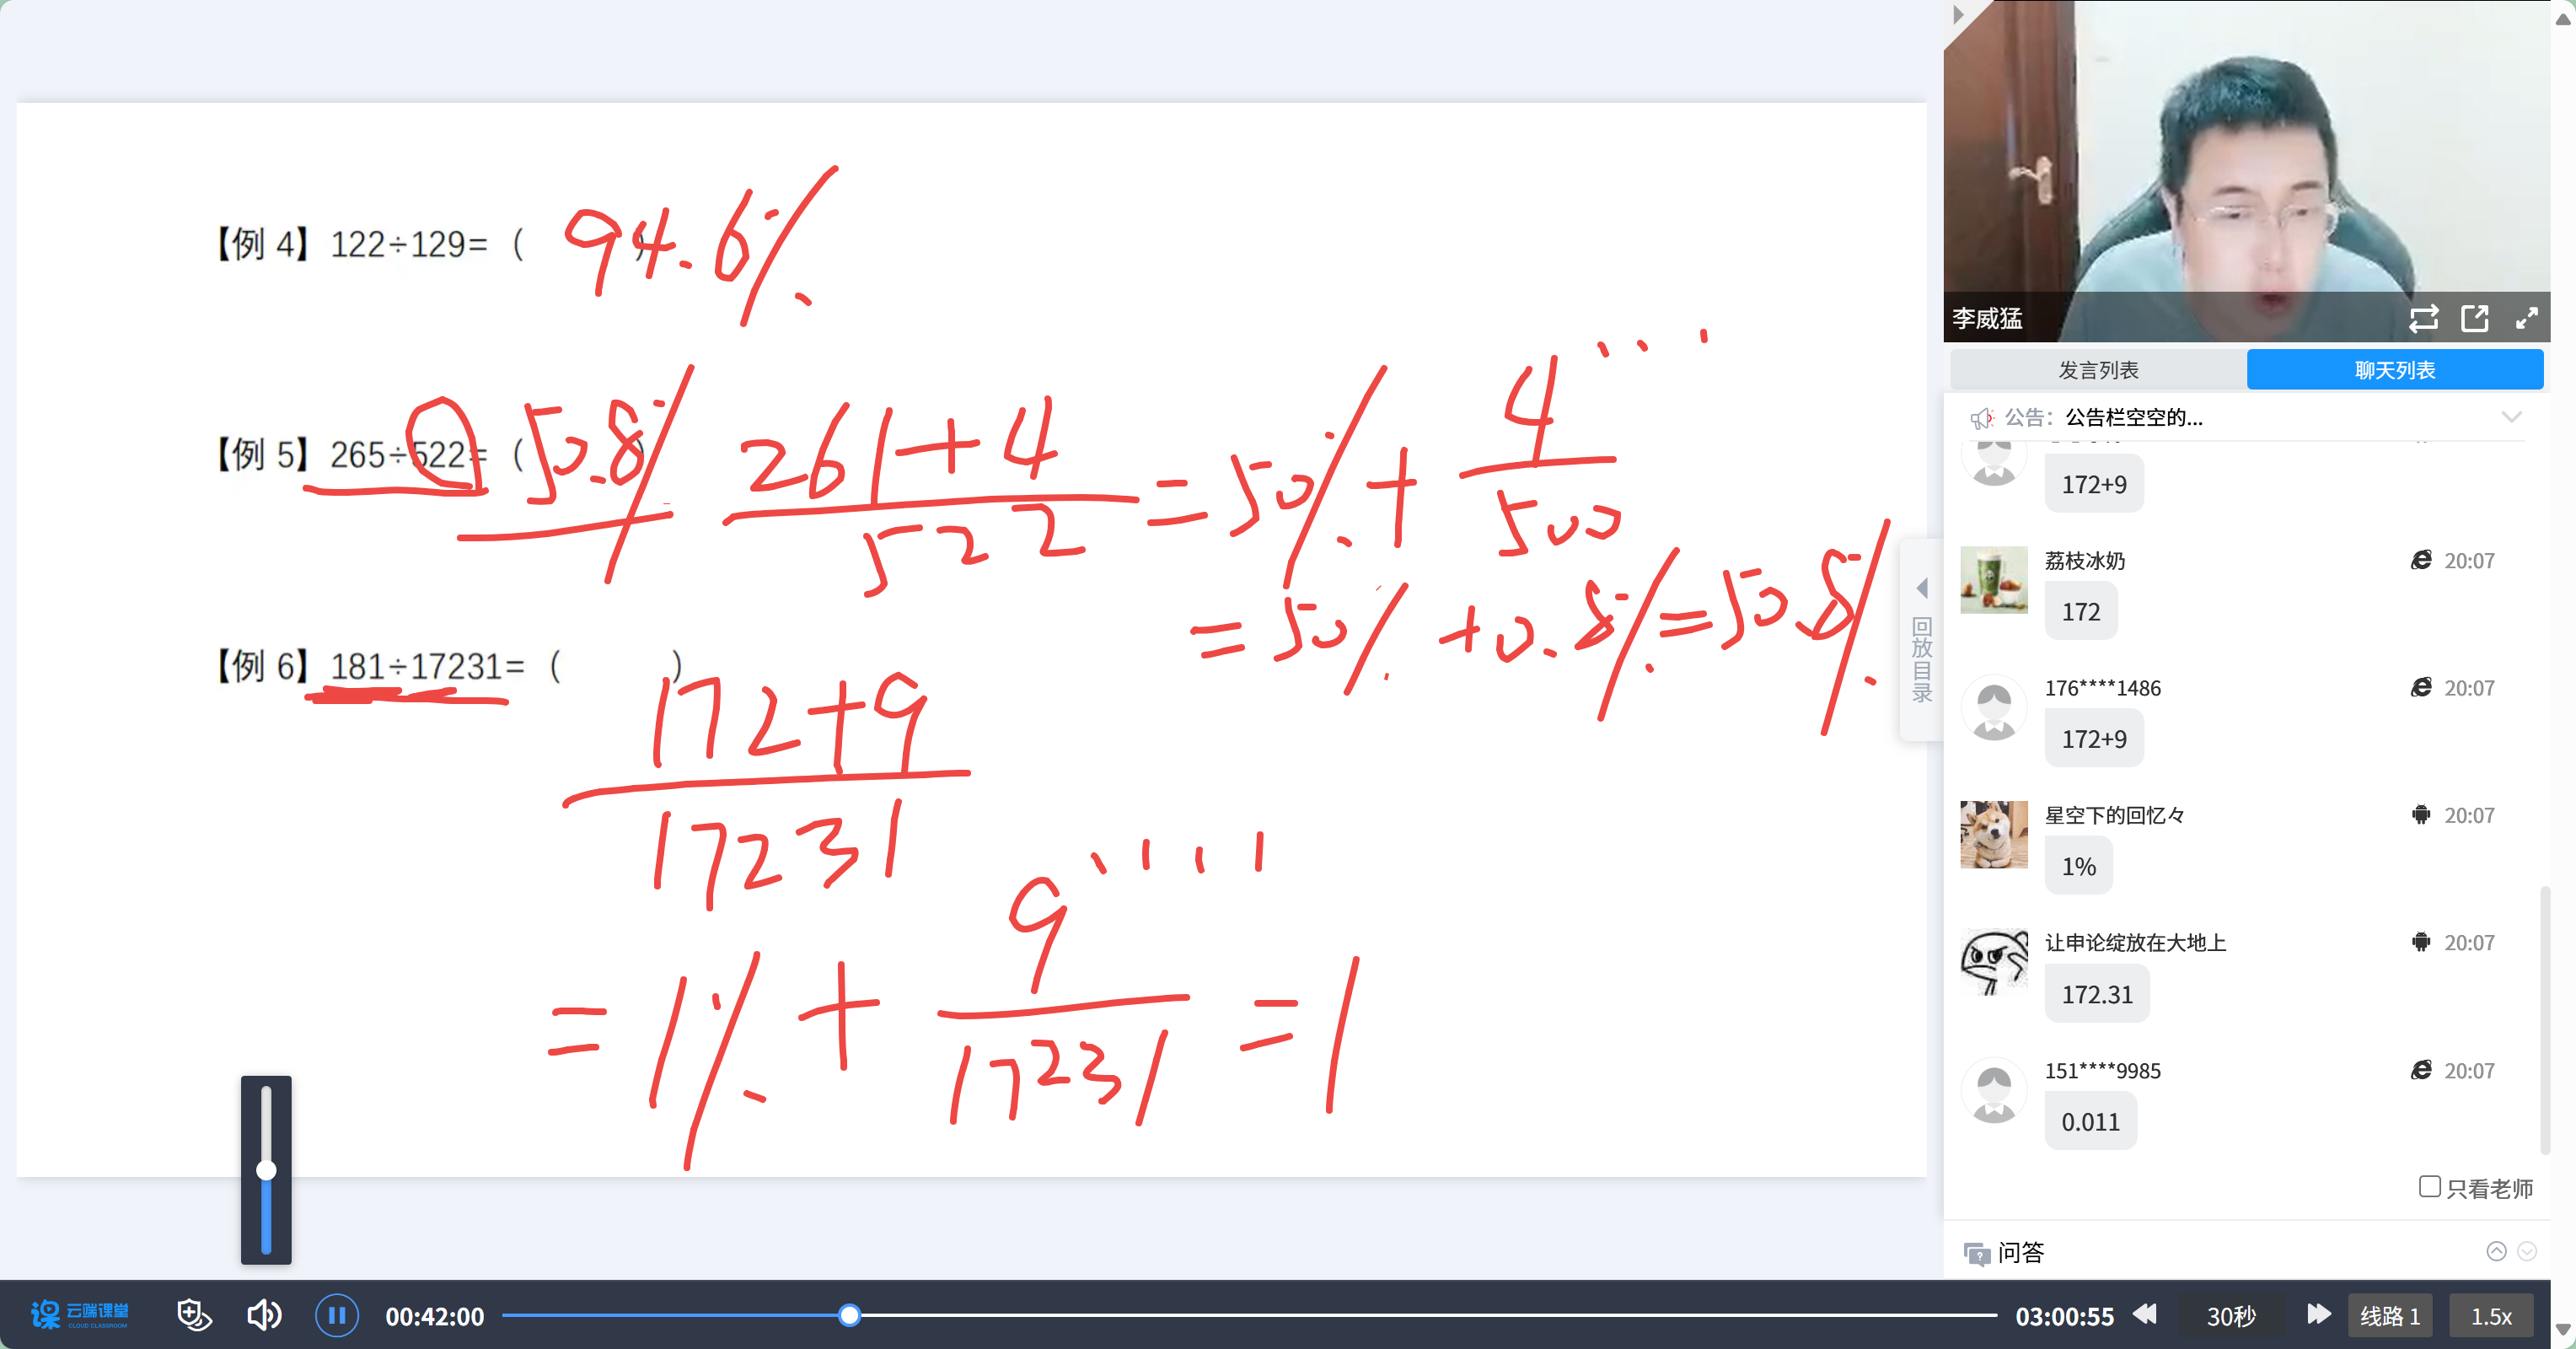 【例 4】122÷129=（ 94.6% ）
【例 5】265÷522=（ 50.8% ）
261+4
522
=50%+
4
500
=50%+0.8%=50.8%
【例 6】181÷17231=（ ）
172+9
17231
=1%+
9
17231
=1
李威猛
发言列表
聊天列表
公告：公告栏空空的...
172+9
荔枝冰奶 20:07
172
176****1486 20:07
172+9
星空下的回忆々 20:07
1%
让申论绽放在大地上 20:07
172.31
151****9985 20:07
0.011
只看老师
问答
回放目录
课 云端课堂
CLOUD CLASSROOM
00:42:00
03:00:55
30秒
线路 1
1.5x